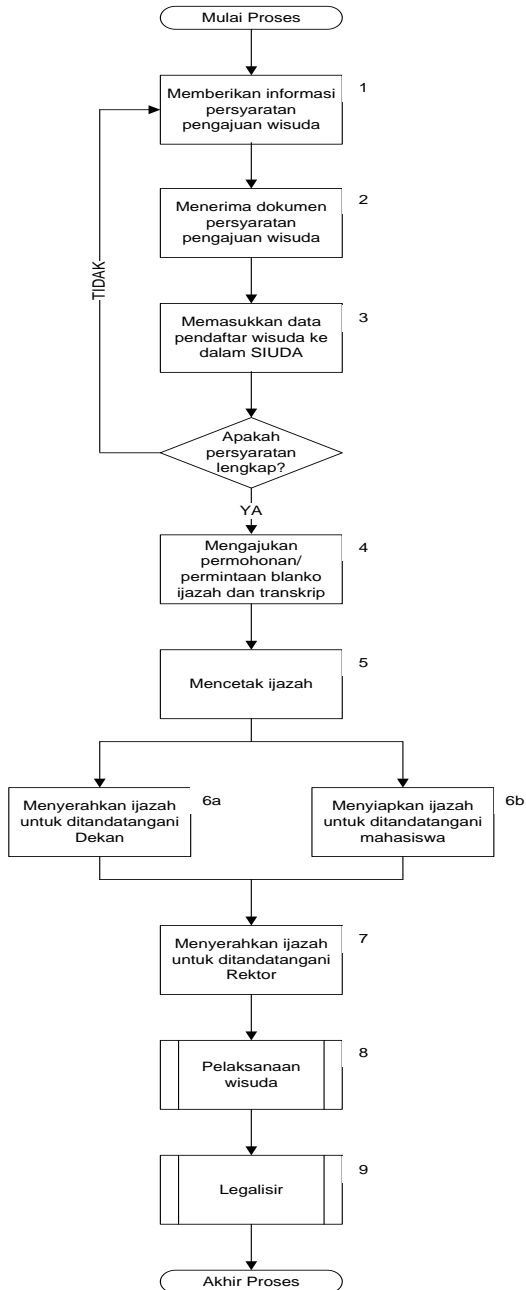 Mulai Proses
Memberikan informasi
persyaratan
pengajuan wisuda
1
Menerima dokumen
persyaratan
pengajuan wisuda
2
TIDAK
Memasukkan data
pendaftar wisuda ke
dalam SIUDA
3
Apakah
persyaratan
lengkap?
YA
Mengajukan
permohonan/
permintaan blanko
ijazah dan transkrip
4
Mencetak ijazah
5
Menyerahkan ijazah
untuk ditandatangani
Dekan
6a
Menyiapkan ijazah
untuk ditandatangani
mahasiswa
6b
Menyerahkan ijazah
untuk ditandatangani
Rektor
7
Pelaksanaan
wisuda
8
Legalisir
9
Akhir Proses